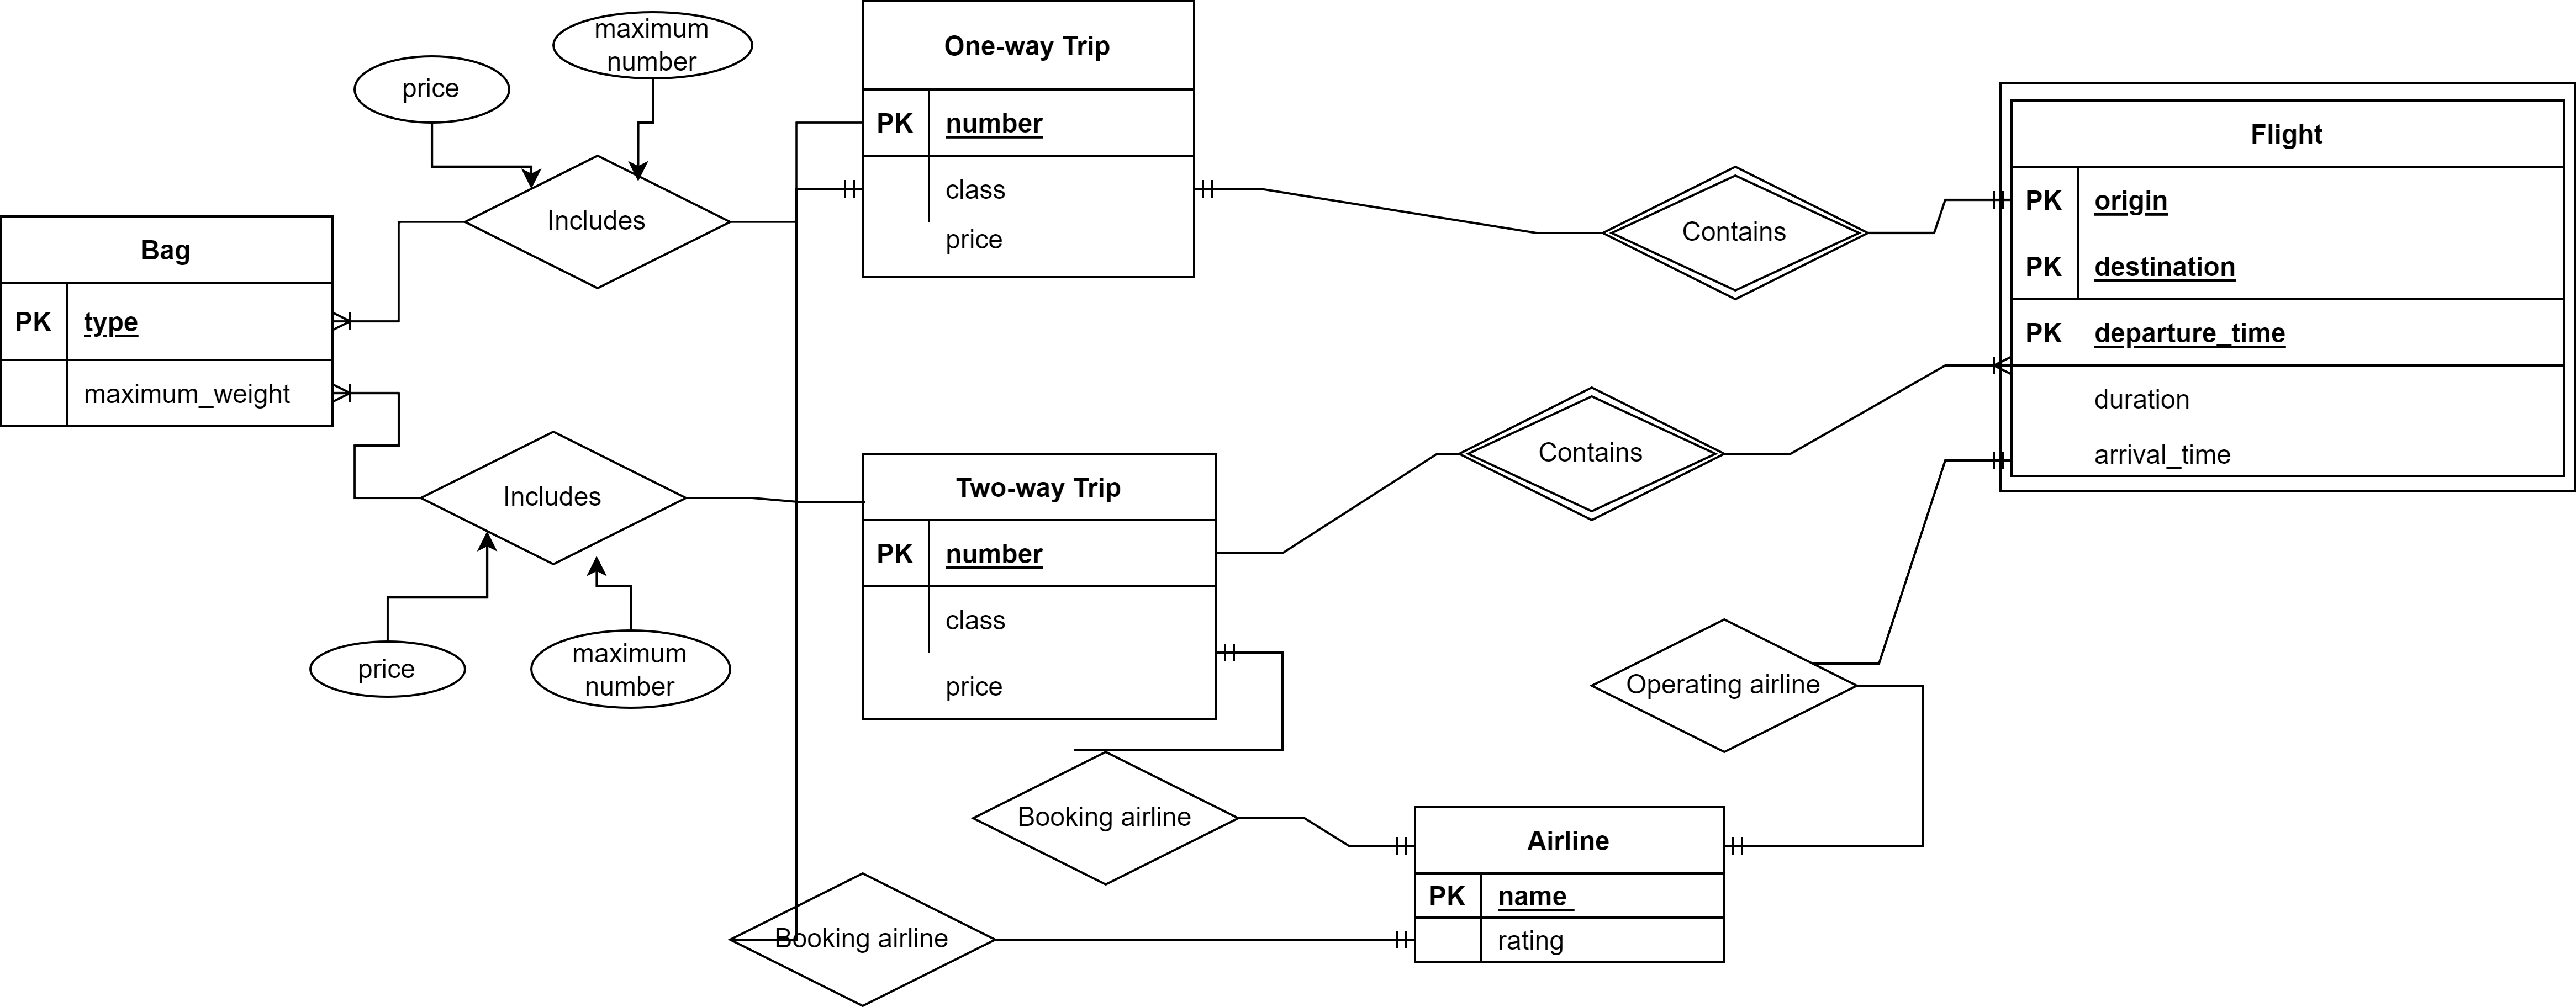 maximum
number
price
Includes
Bag
PK type
maximum_weight
Includes
price
maximum
number
One-way Trip
PK number
class
price
Two-way Trip
PK number
class
price
Contains
Contains
Flight
PK origin
PK destination
PK departure_time
duration
arrival_time
Operating airline
Booking airline
Booking airline
Airline
PK name
rating